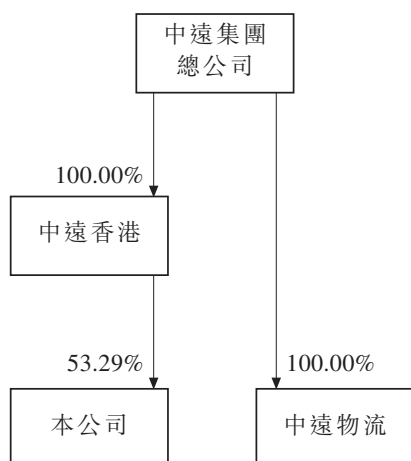 中遠集團
總公司
100.00%
中遠香港
53.29%
100.00%
本公司
中遠物流